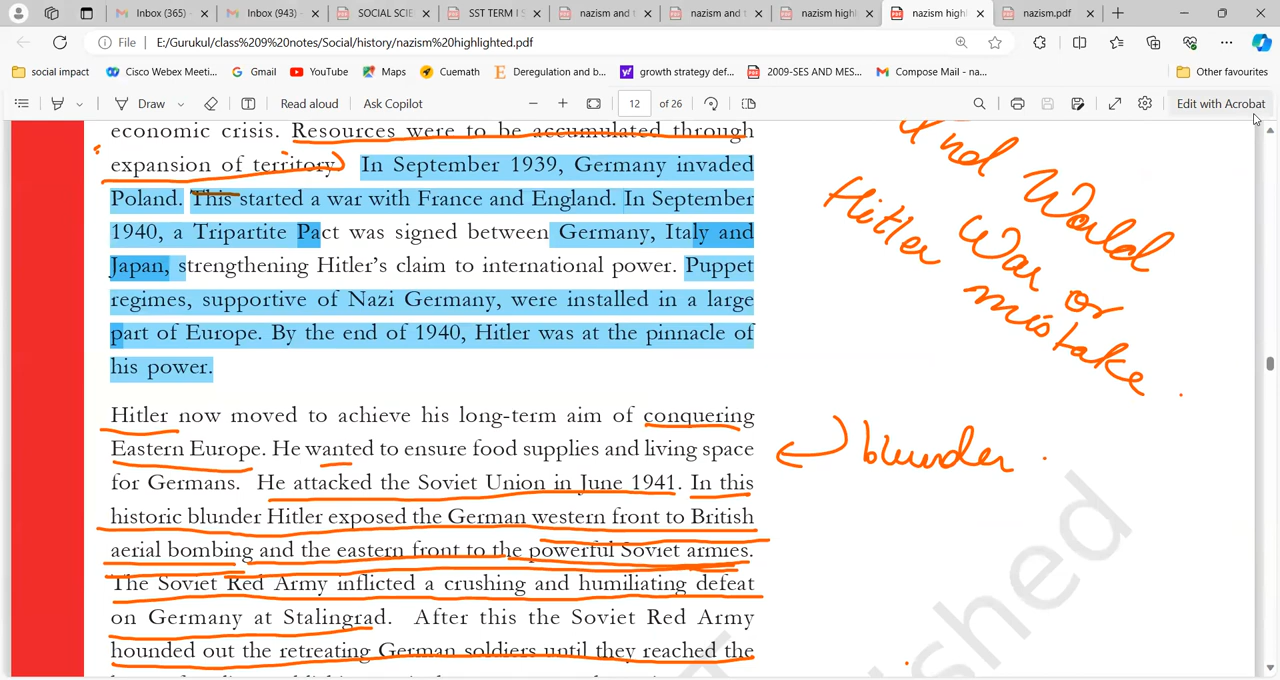 Inbox (365)
Inbox (943)
SOCIAL SCIE
SST TERM I S
nazism and t
nazism and t
nazism highl
nazism highl
nazism.pdf
File
E:/Gurukul/class%209%20notes/Social/history/nazism%20highlighted.pdf
social impact
Cisco Webex Meeti...
Gmail
YouTube
Maps
Cuemath
Deregulation and b...
growth strategy def...
2009-SES AND MES...
Compose Mail - na...
Other favourites
Draw
Read aloud
Ask Copilot
12 of 26
Edit with Acrobat
economic crisis. Resources were to be accumulated through
expansion of territory. In September 1939, Germany invaded
Poland. This started a war with France and England. In September
1940, a Tripartite Pact was signed between Germany, Italy and
Japan, strengthening Hitler's claim to international power. Puppet
regimes, supportive of Nazi Germany, were installed in a large
part of Europe. By the end of 1940, Hitler was at the pinnacle of
his power.
Hitler now moved to achieve his long-term aim of conquering
Eastern Europe. He wanted to ensure food supplies and living space
for Germans. He attacked the Soviet Union in June 1941. In this
historic blunder Hitler exposed the German western front to British
aerial bombing and the eastern front to the powerful Soviet armies.
The Soviet Red Army inflicted a crushing and humiliating defeat
on Germany at Stalingrad. After this the Soviet Red Army
hounded out the retreating German soldiers until they reached the
World
War or
Hitler
mistake.
blunder.